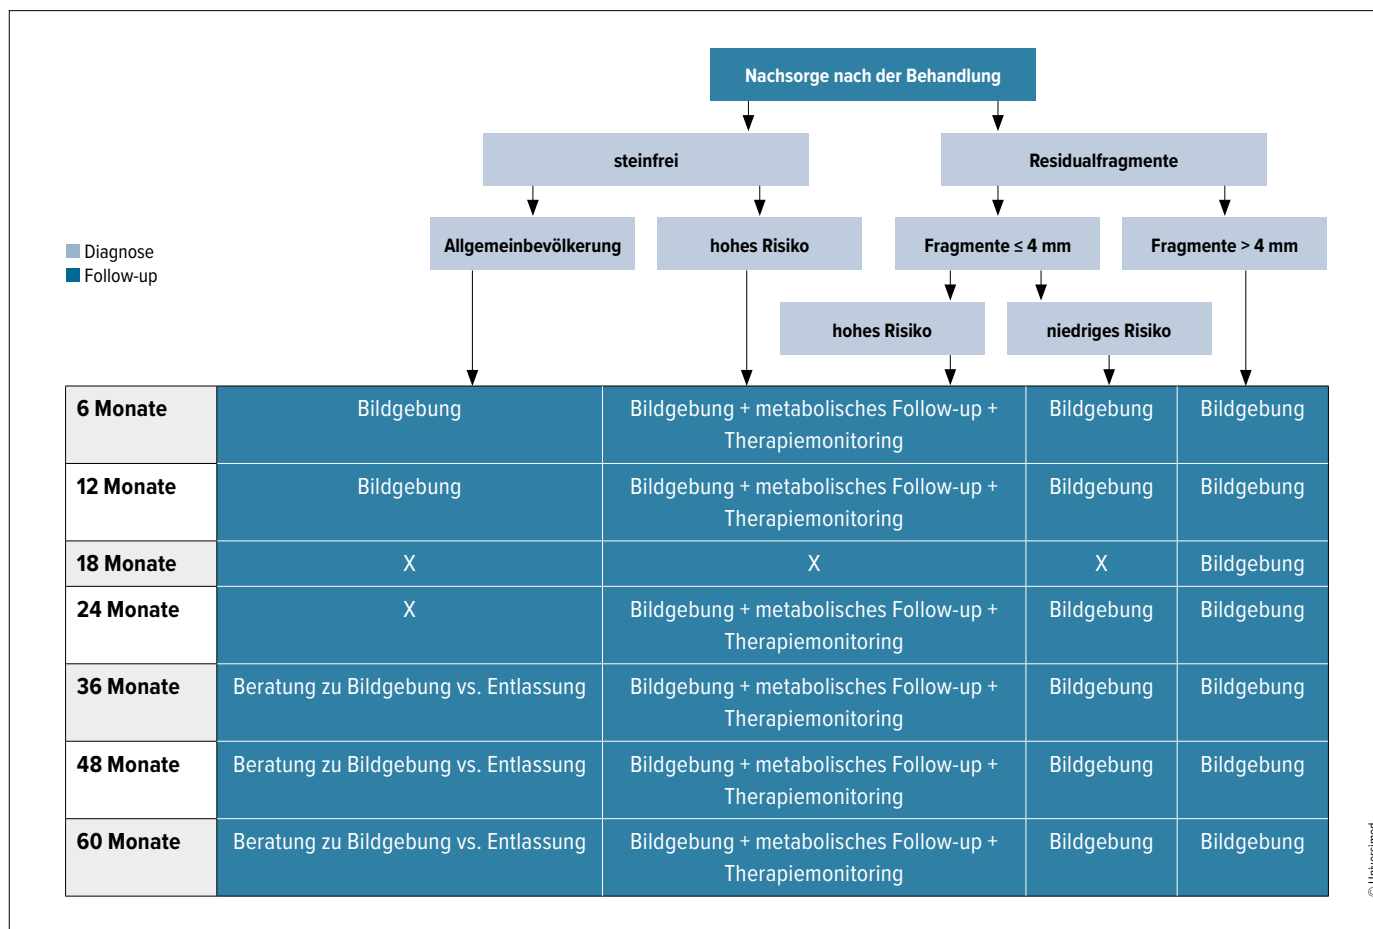 Nachsorge nach der Behandlung
steinfrei
Residualfragmente
Allgemeinbevölkerung
hohes Risiko
Fragmente ≤ 4 mm
Fragmente > 4 mm
Diagnose
Follow-up
hohes Risiko
niedriges Risiko
6 Monate
Bildgebung
Bildgebung + metabolisches Follow-up +
Therapiemonitoring
Bildgebung
Bildgebung
12 Monate
Bildgebung
Bildgebung + metabolisches Follow-up +
Therapiemonitoring
Bildgebung
Bildgebung
18 Monate
X
X
X
Bildgebung
24 Monate
X
Bildgebung + metabolisches Follow-up +
Therapiemonitoring
Bildgebung
Bildgebung
36 Monate
Beratung zu Bildgebung vs. Entlassung
Bildgebung + metabolisches Follow-up +
Therapiemonitoring
Bildgebung
Bildgebung
48 Monate
Beratung zu Bildgebung vs. Entlassung
Bildgebung + metabolisches Follow-up +
Therapiemonitoring
Bildgebung
Bildgebung
60 Monate
Beratung zu Bildgebung vs. Entlassung
Bildgebung + metabolisches Follow-up +
Therapiemonitoring
Bildgebung
Bildgebung
© Universimed